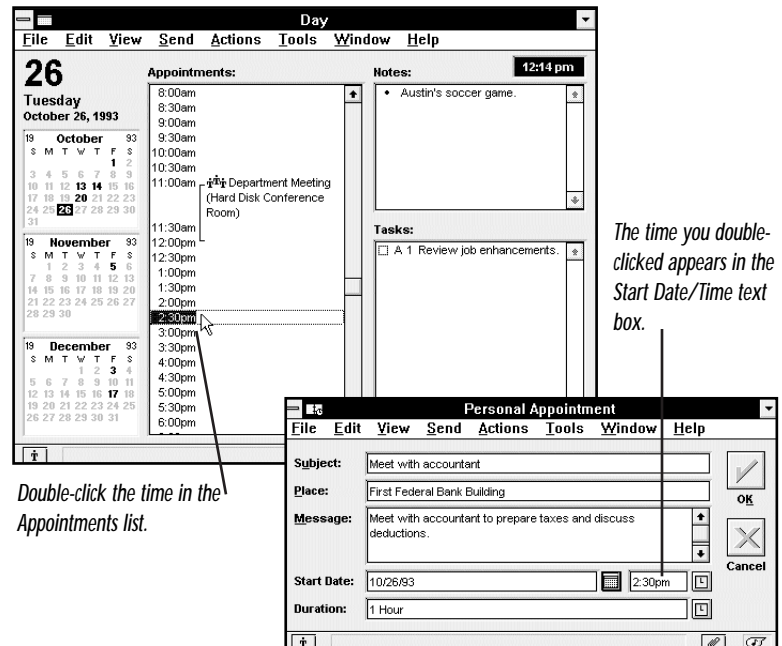 Day
File Edit View Send Actions Tools Window Help
26
Tuesday
October 26, 1993
19 October 93
S M T W T F S
1 2
3 4 5 6 7 8 9
10 11 12 13 14 15 16
17 18 19 20 21 22 23
24 25 26 27 28 29 30
31
19 November 93
S M T W T F S
1 2 3 4 5 6
7 8 9 10 11 12 13
14 15 16 17 18 19 20
21 22 23 24 25 26 27
28 29 30
19 December 93
S M T W T F S
1 2 3 4
5 6 7 8 9 10 11
12 13 14 15 16 17 18
19 20 21 22 23 24 25
26 27 28 29 30 31
Appointments:
8:00am
8:30am
9:00am
9:30am
10:00am
10:30am
11:00am Department Meeting
(Hard Disk Conference
Room)
11:30am
12:00pm
12:30pm
1:00pm
1:30pm
2:00pm
2:30pm
3:00pm
3:30pm
4:00pm
4:30pm
5:00pm
5:30pm
6:00pm
Notes:
12:14 pm
• Austin's soccer game.
Tasks:
A 1 Review job enhancements.
The time you double-
clicked appears in the
Start Date/Time text
box.
Double-click the time in the
Appointments list.
Personal Appointment
File Edit View Send Actions Tools Window Help
Subject: Meet with accountant
Place: First Federal Bank Building
Message: Meet with accountant to prepare taxes and discuss
deductions.
OK
Cancel
Start Date: 10/26/93 2:30pm
Duration: 1 Hour